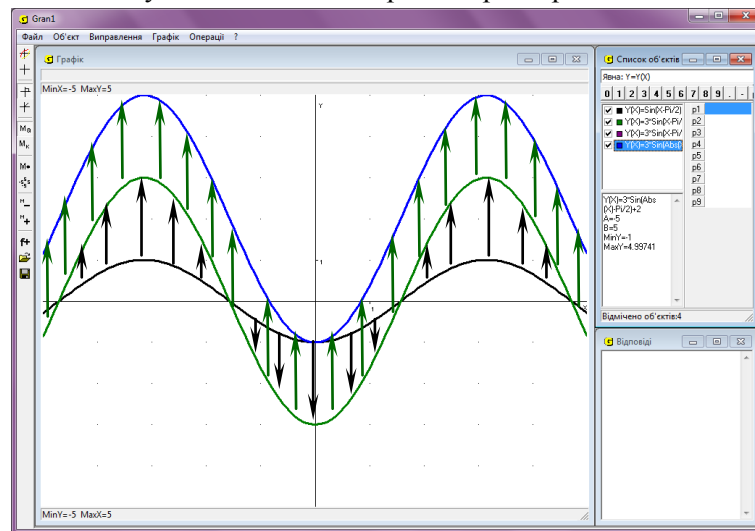 Gran1
Файл Об'єкт Виправлення Графік Операції ?
Графік
MinX=-5 MaxY=5
Y
1
1
X
MinY=-5 MaxX=5
Список об'єктів
Явна: Y=Y(X)
0 1 2 3 4 5 6 7 8 9 . -
Y(X)=Sin(X-Pi/2)
Y(X)=3*Sin(X-Pi/
Y(X)=3*Sin(X-Pi/
Y(X)=3*Sin(Abs(
p1
p2
p3
p4
p5
p6
p7
p8
p9
Y(X)=3*Sin(Abs
(X)-Pi/2)+2
A=-5
B=5
MinY=-1
MaxY=4.99741
Відмічено об'єктів:4
Відповіді